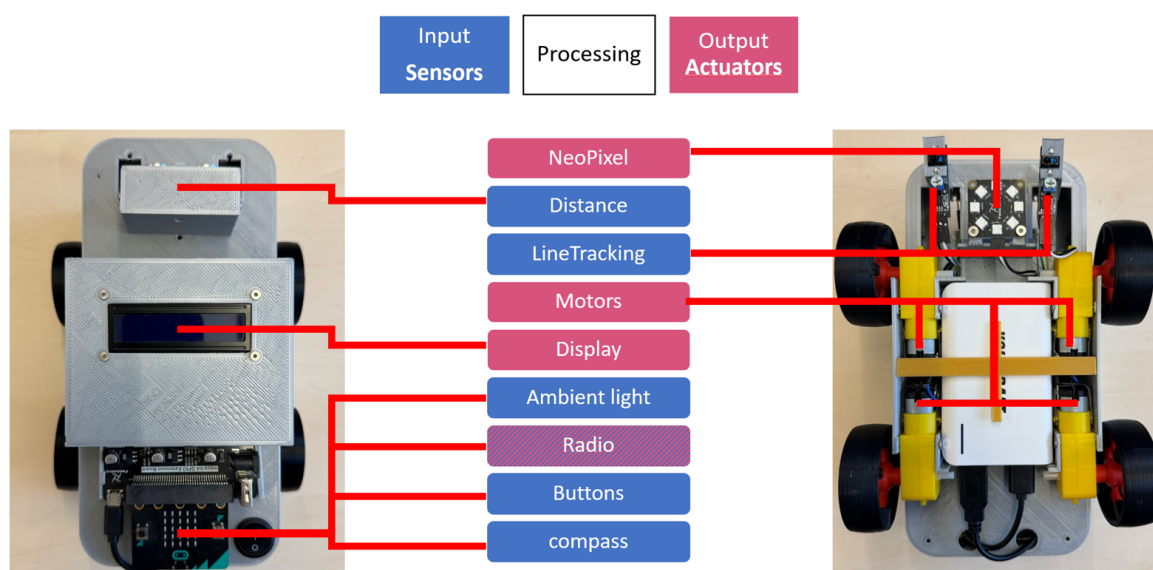 Input
Sensors
Processing
Output
Actuators
NeoPixel
Distance
LineTracking
Motors
Display
Ambient light
Radio
Buttons
compass